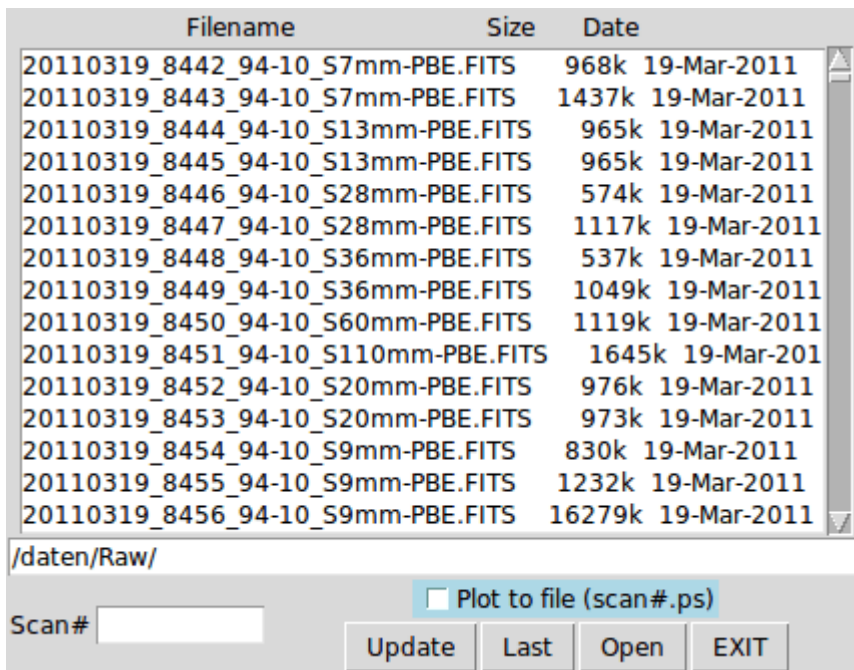 Filename Size Date
20110319_8442_94-10_S7mm-PBE.FITS 968k 19-Mar-2011
20110319_8443_94-10_S7mm-PBE.FITS 1437k 19-Mar-2011
20110319_8444_94-10_S13mm-PBE.FITS 965k 19-Mar-2011
20110319_8445_94-10_S13mm-PBE.FITS 965k 19-Mar-2011
20110319_8446_94-10_S28mm-PBE.FITS 574k 19-Mar-2011
20110319_8447_94-10_S28mm-PBE.FITS 1117k 19-Mar-2011
20110319_8448_94-10_S36mm-PBE.FITS 537k 19-Mar-2011
20110319_8449_94-10_S36mm-PBE.FITS 1049k 19-Mar-2011
20110319_8450_94-10_S60mm-PBE.FITS 1119k 19-Mar-2011
20110319_8451_94-10_S110mm-PBE.FITS 1645k 19-Mar-201
20110319_8452_94-10_S20mm-PBE.FITS 976k 19-Mar-2011
20110319_8453_94-10_S20mm-PBE.FITS 973k 19-Mar-2011
20110319_8454_94-10_S9mm-PBE.FITS 830k 19-Mar-2011
20110319_8455_94-10_S9mm-PBE.FITS 1232k 19-Mar-2011
20110319_8456_94-10_S9mm-PBE.FITS 16279k 19-Mar-2011
/daten/Raw/
Plot to file (scan#.ps)
Scan#
Update Last Open EXIT